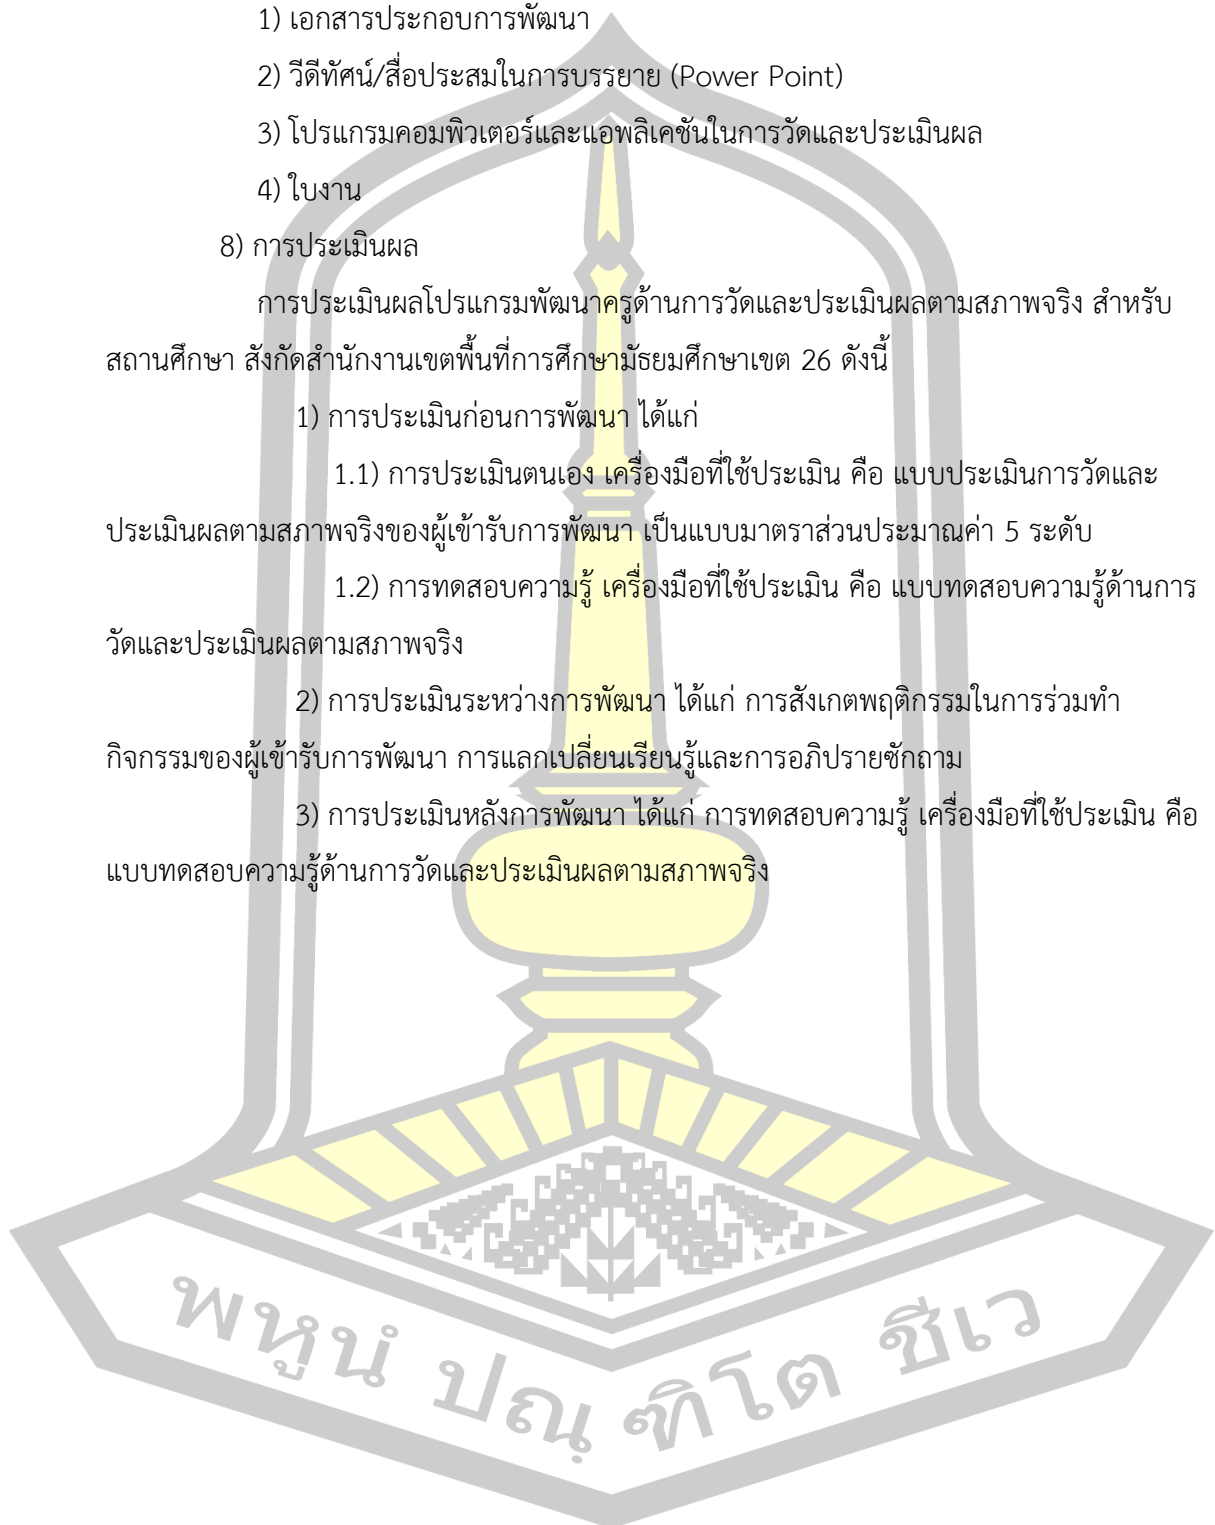 1) เอกสารประกอบการพัฒนา
2) วีดีทัศน์/สื่อประสมในการบรรยาย (Power Point)
3) โปรแกรมคอมพิวเตอร์และแอพลิเคชันในการวัดและประเมินผล
4) ใบงาน
8) การประเมินผล
การประเมินผลโปรแกรมพัฒนาครูด้านการวัดและประเมินผลตามสภาพจริง สำหรับ
สถานศึกษา สังกัดสำนักงานเขตพื้นที่การศึกษามัธยมศึกษาเขต 26 ดังนี้
1) การประเมินก่อนการพัฒนา ได้แก่
1.1) การประเมินตนเอง เครื่องมือที่ใช้ประเมิน คือ แบบประเมินการวัดและ
ประเมินผลตามสภาพจริงของผู้เข้ารับการพัฒนา เป็นแบบมาตราส่วนประมาณค่า 5 ระดับ
1.2) การทดสอบความรู้ เครื่องมือที่ใช้ประเมิน คือ แบบทดสอบความรู้ด้านการ
วัดและประเมินผลตามสภาพจริง
2) การประเมินระหว่างการพัฒนา ได้แก่ การสังเกตพฤติกรรมในการร่วมทำ
กิจกรรมของผู้เข้ารับการพัฒนา การแลกเปลี่ยนเรียนรู้และการอภิปรายซักถาม
3) การประเมินหลังการพัฒนา ได้แก่ การทดสอบความรู้ เครื่องมือที่ใช้ประเมิน คือ
แบบทดสอบความรู้ด้านการวัดและประเมินผลตามสภาพจริง
พหูนํ ปณฺ ฑิโต ชีเว